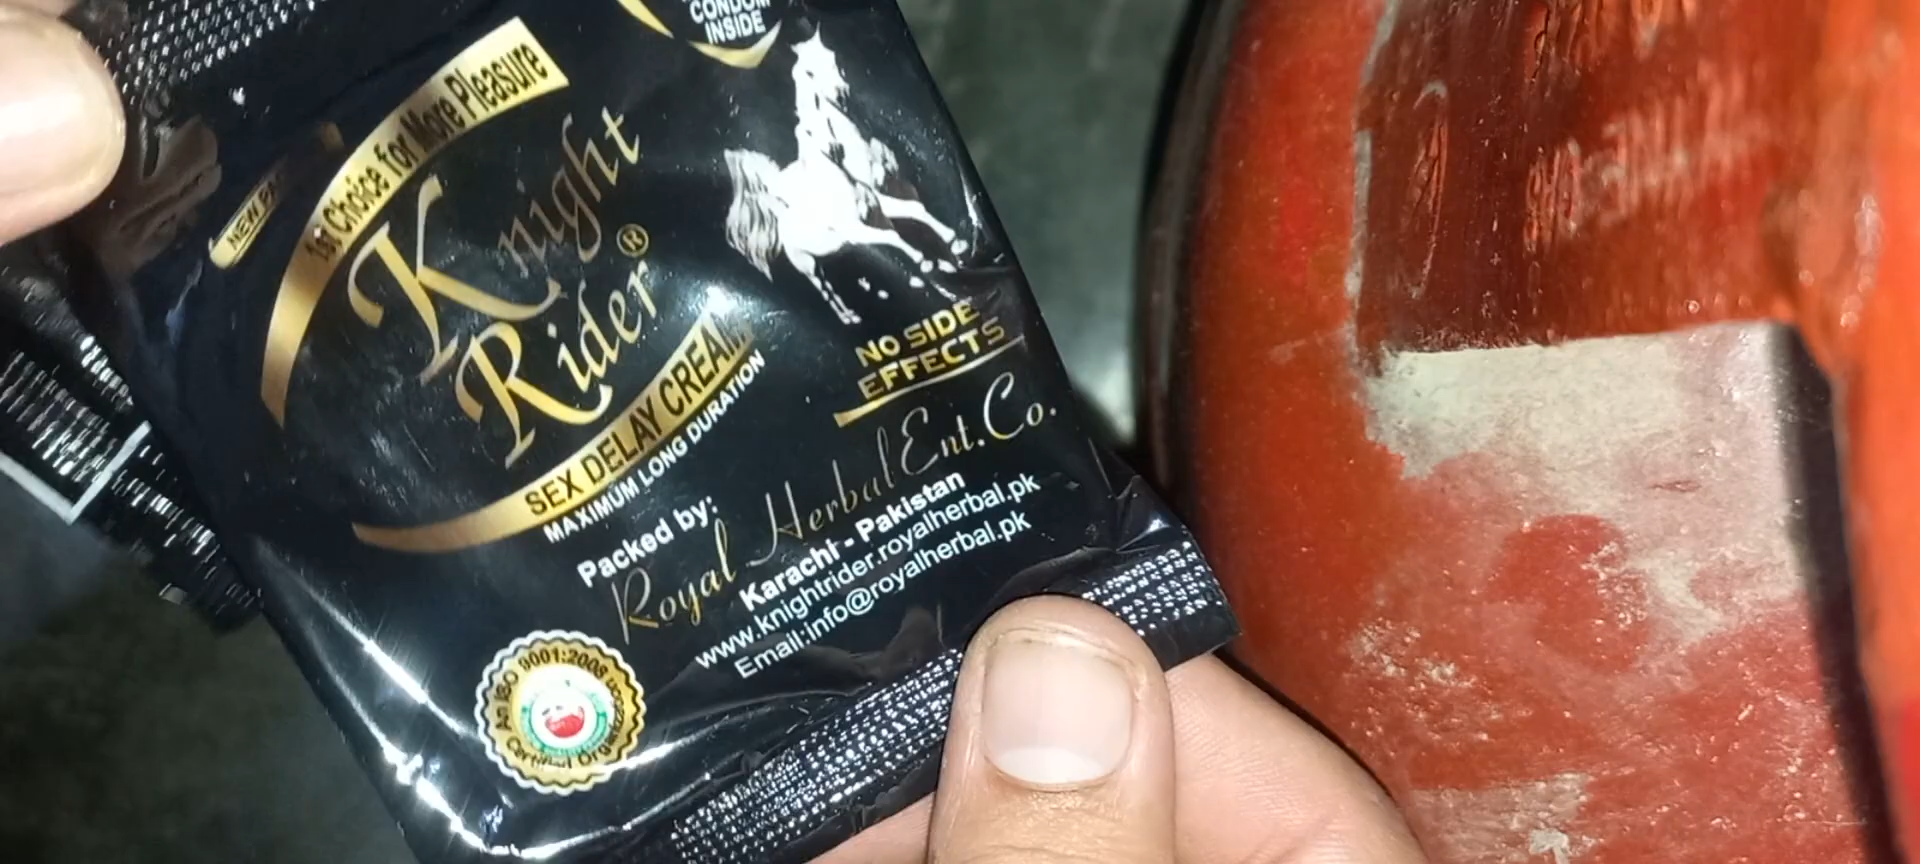 CONDOM
INSIDE
1st Choice for More Pleasure
NEW
Knight
Rider®
SEX DELAY CREAM
MAXIMUM LONG DURATION
NO SIDE
EFFECTS
Packed by:
Royal Herbal Ent. Co.
Karachi - Pakistan
www.knightrider.royalherbal.pk
Email:info@royalherbal.pk
An ISO 9001:2008
Certified